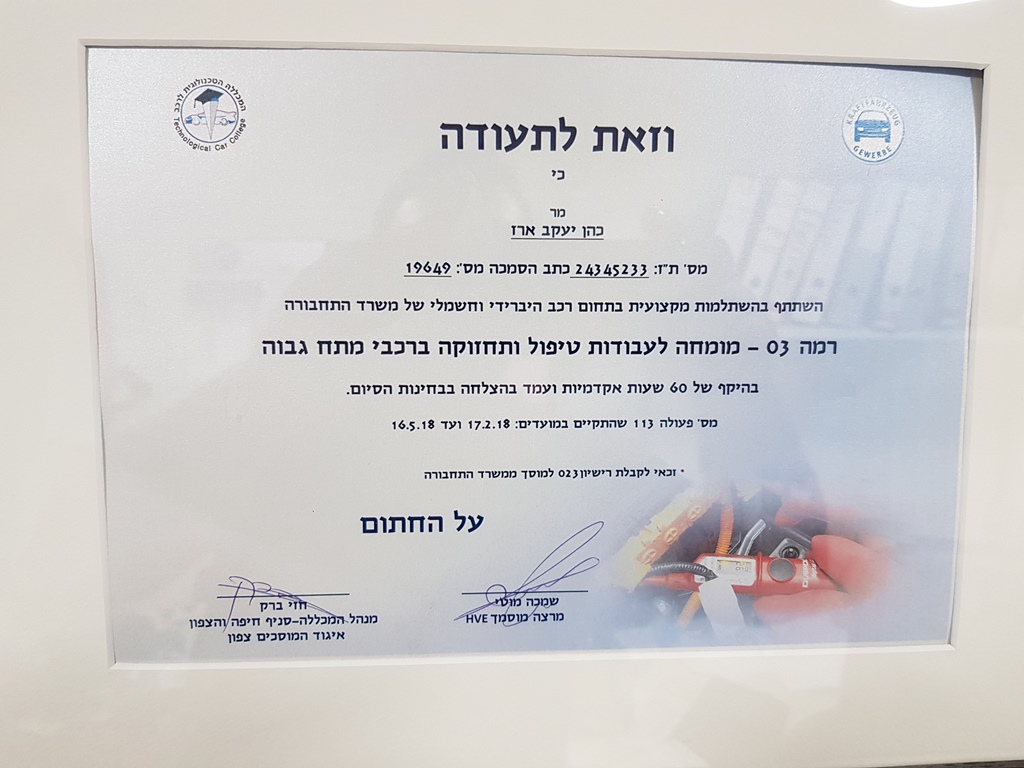 המכללה הטכנולוגית לרכב
Technological Car College
KRAFTFAHRZEUG
GEWERBE
וזאת לתעודה
כי
מר
כהן יעקב ארז
מס' ת"ז: 24345233 כתב הסמכה מס': 19649
השתתף בהשתלמות מקצועית בתחום רכב היברידי וחשמלי של משרד התחבורה
רמה 03 – מומחה לעבודות טיפול ותחזוקה ברכבי מתח גבוה
בהיקף של 60 שעות אקדמיות ועמד בהצלחה בבחינות הסיום.
מס' פעולה 113 שהתקיים במועדים: 17.2.18 ועד 16.5.18
* זכאי לקבלת רישיון 023 למוסך ממשרד התחבורה
על החתום
שמכה מוטי
מרצה מוסמך HVE
חזי ברק
מנהל המכללה-סניף חיפה והצפון
איגוד המוסכים צפון